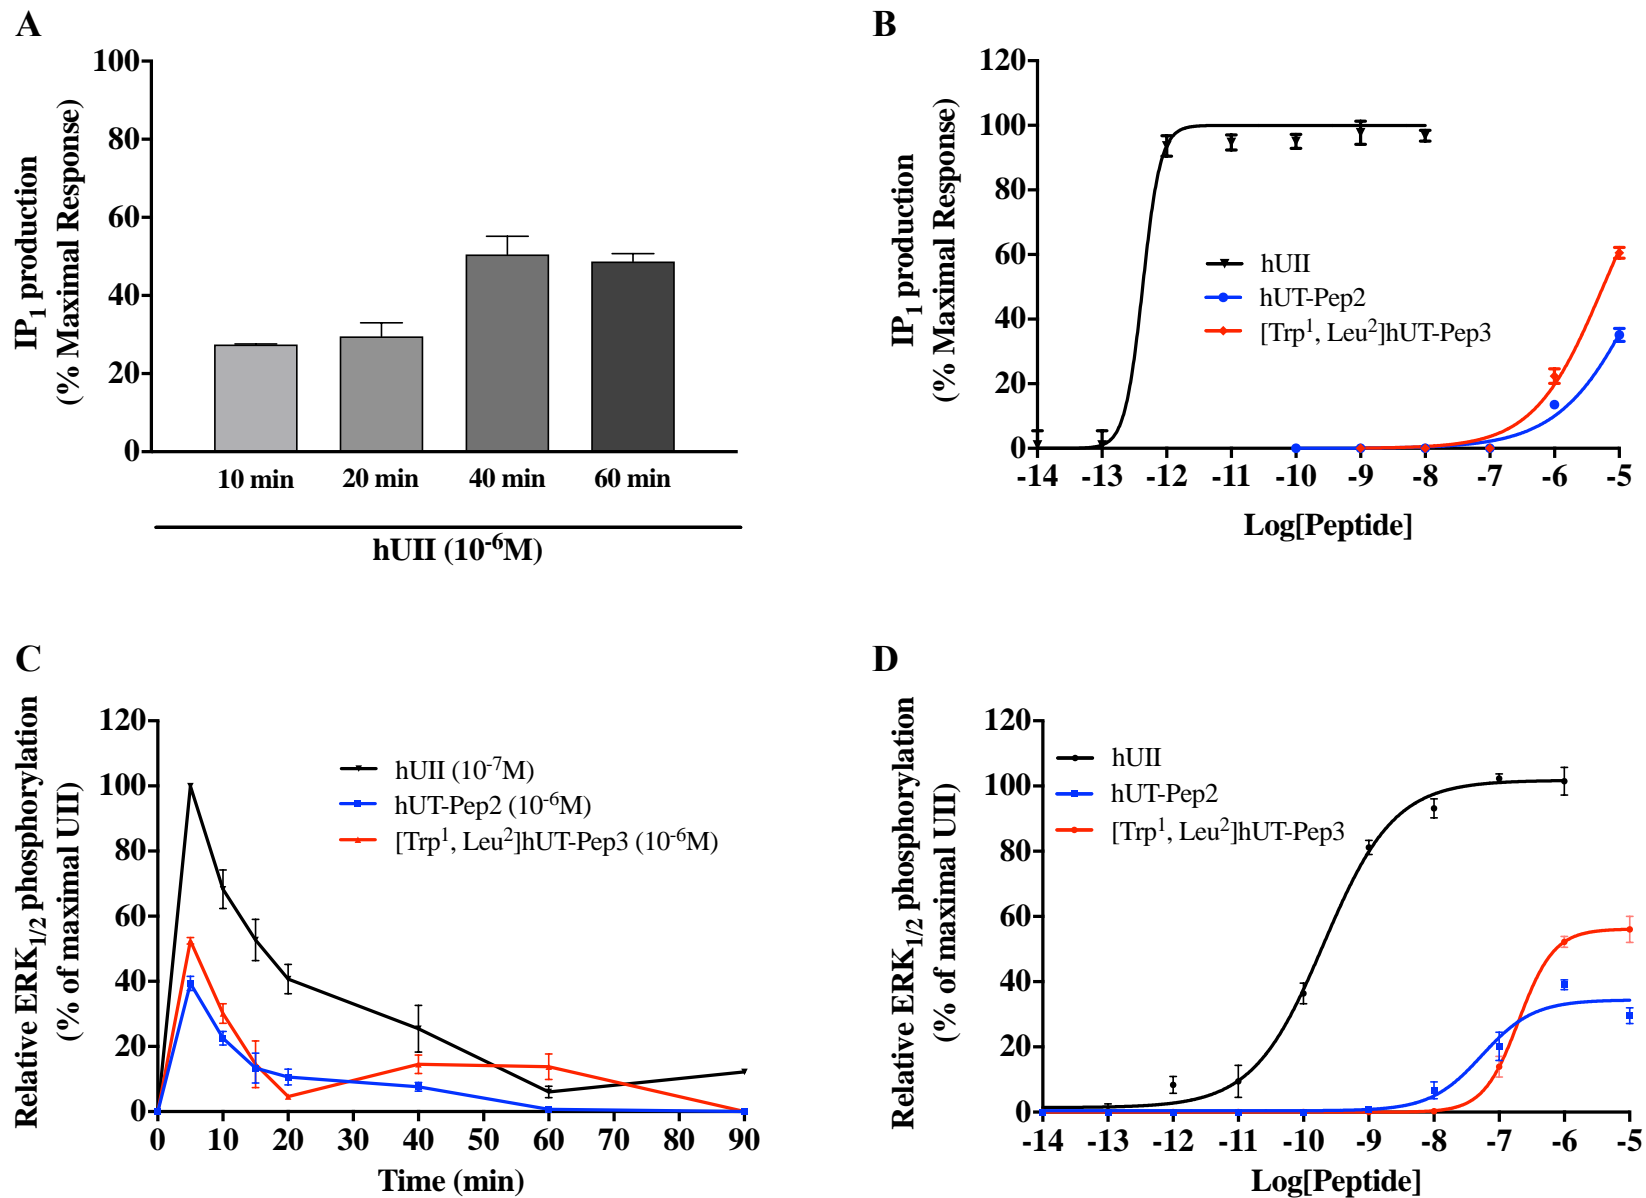 A
IP1 production
(% Maximal Response)
100
80
60
40
20
0
10 min 20 min 40 min 60 min
hUII (10-6M)
B
IP1 production
(% Maximal Response)
120
100
80
60
40
20
0
hUII
hUT-Pep2
[Trp1, Leu2]hUT-Pep3
-14 -13 -12 -11 -10 -9 -8 -7 -6 -5
Log[Peptide]
C
Relative ERK1/2 phosphorylation
(% of maximal UII)
120
100
80
60
40
20
0
hUII (10-7M)
hUT-Pep2 (10-6M)
[Trp1, Leu2]hUT-Pep3 (10-6M)
0 10 20 30 40 50 60 70 80 90
Time (min)
D
Relative ERK1/2 phosphorylation
(% of maximal UII)
120
100
80
60
40
20
0
hUII
hUT-Pep2
[Trp1, Leu2]hUT-Pep3
-14 -13 -12 -11 -10 -9 -8 -7 -6 -5
Log[Peptide]